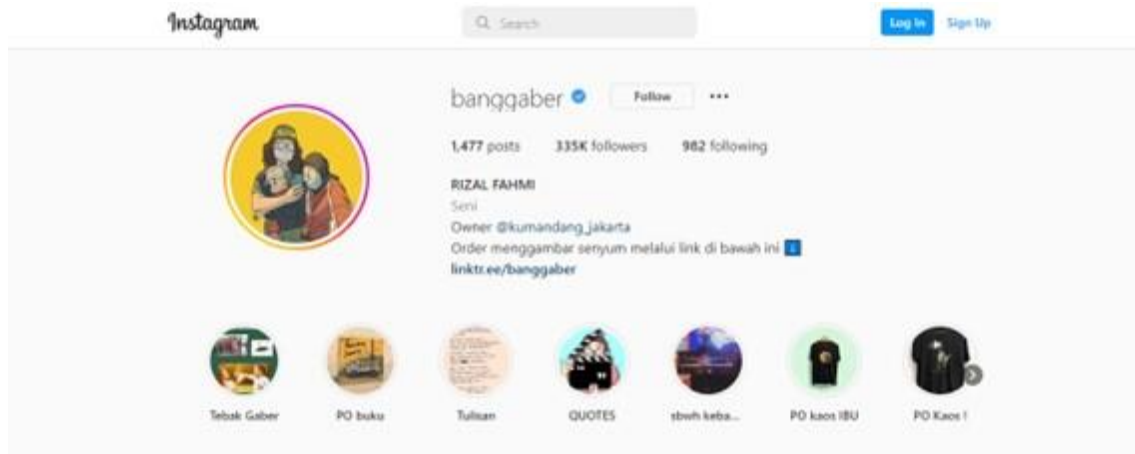 Instagram
Search
Log In Sign Up
banggaber Follow
1,477 posts 335K followers 982 following
RIZAL FAHMI
Seni
Owner @kumandang_jakarta
Order menggambar senyum melalui link di bawah ini
linktr.ee/banggaber
Tebak Gaber PO buku Tulisan QUOTES sbwh keba... PO kaos IBU PO Kaos !